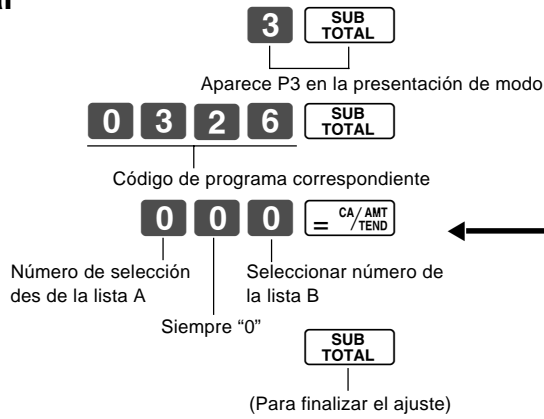 3 SUB TOTAL
Aparece P3 en la presentación de modo
0 3 2 6 SUB TOTAL
Código de programa correspondiente
0 0 0 = CA/AMT/TEND
Número de selección
des de la lista A
Seleccionar número de
la lista B
Siempre “0”
SUB TOTAL
(Para finalizar el ajuste)